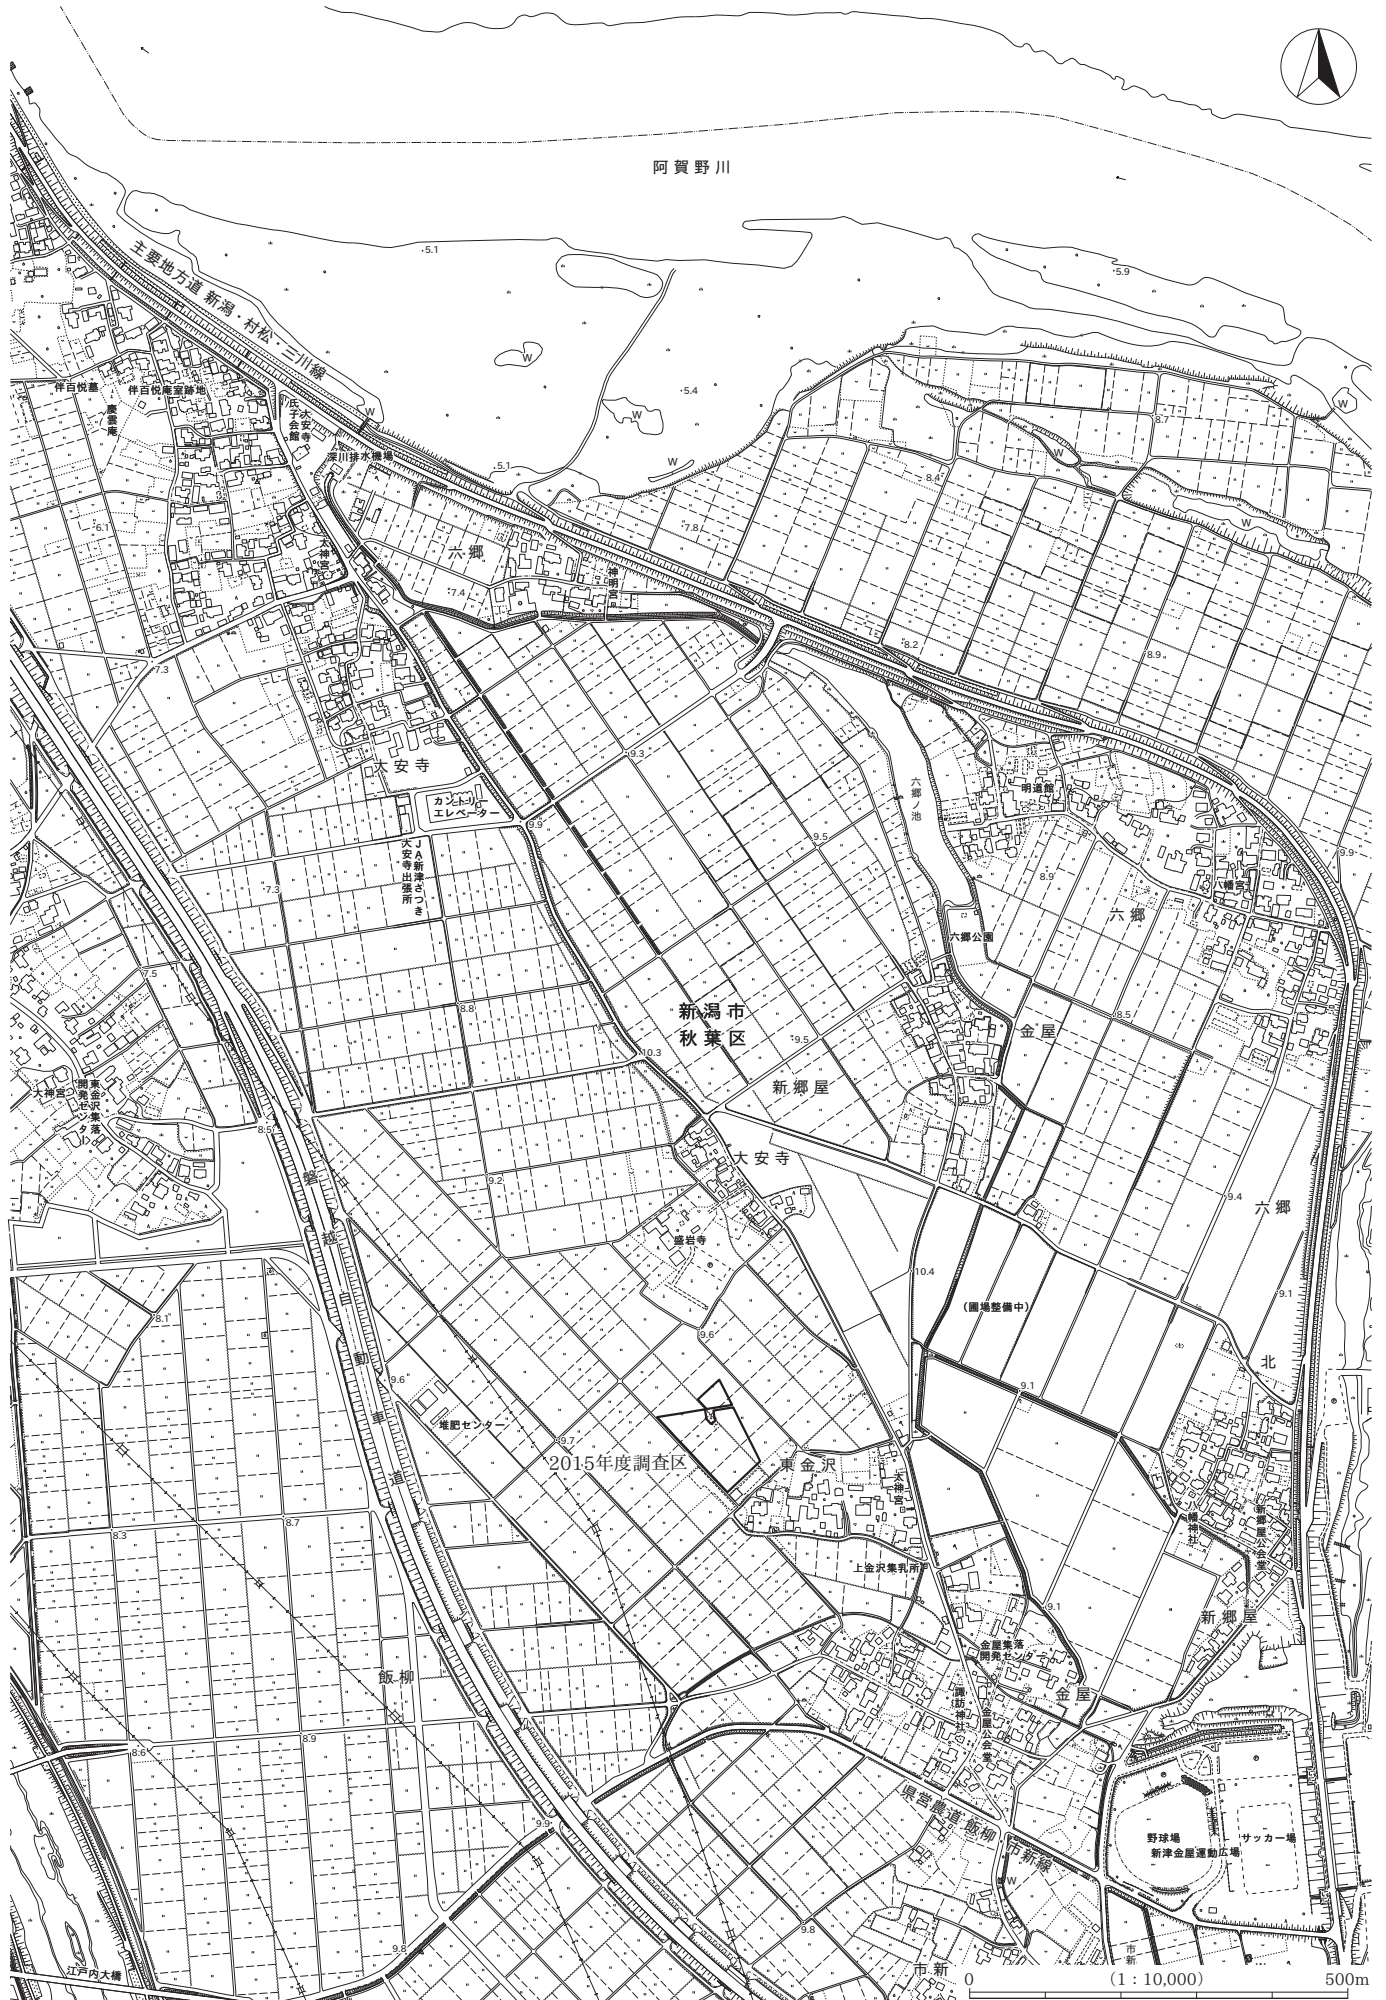 阿賀野川
5.1
5.9
主要地方道 新潟・村松・三川線
W
5.4
伴百悦墓
伴百悦庵室跡地
慶雲庵
大安寺
氏子会館
W
W
W
8.7
深川排水機場
5.1
W
8.4
W
6.1
7.8
W
六郷
太神宮
神明宮
7.4
8.2
8.9
7.3
9.3
大安寺
六郷ノ池
明道館
カントリー
エレベーター
9.9
9.5
9.9
JA新津さつき
大安寺出張所
7.3
8.9
八幡宮
六郷
六郷公園
7.5
8.8
新潟市
秋葉区
8.5
金屋
9.5
10.3
大神宮
東金沢集落
開発センター
新郷屋
8.5
大安寺
9.2
9.4
六郷
盛岩寺
10.4
9.1
8.1
(圃場整備中)
9.6
北
9.6
9.1
磐越自動車道
堆肥センター
9.7
2015年度調査区
東金沢
太神宮
8.3
8.7
八幡神社
新郷屋公会堂
上金沢集乳所
9.1
新郷屋
金屋集落
開発センター
飯柳
諏訪神社
金屋公会堂
金屋
8.6
8.9
県営農道 飯柳 市新線
野球場
サッカー場
新津金屋運動広場
9.9
W
9.8
9.8
江戸内大橋
市新
市新
0
(1:10,000)
500m